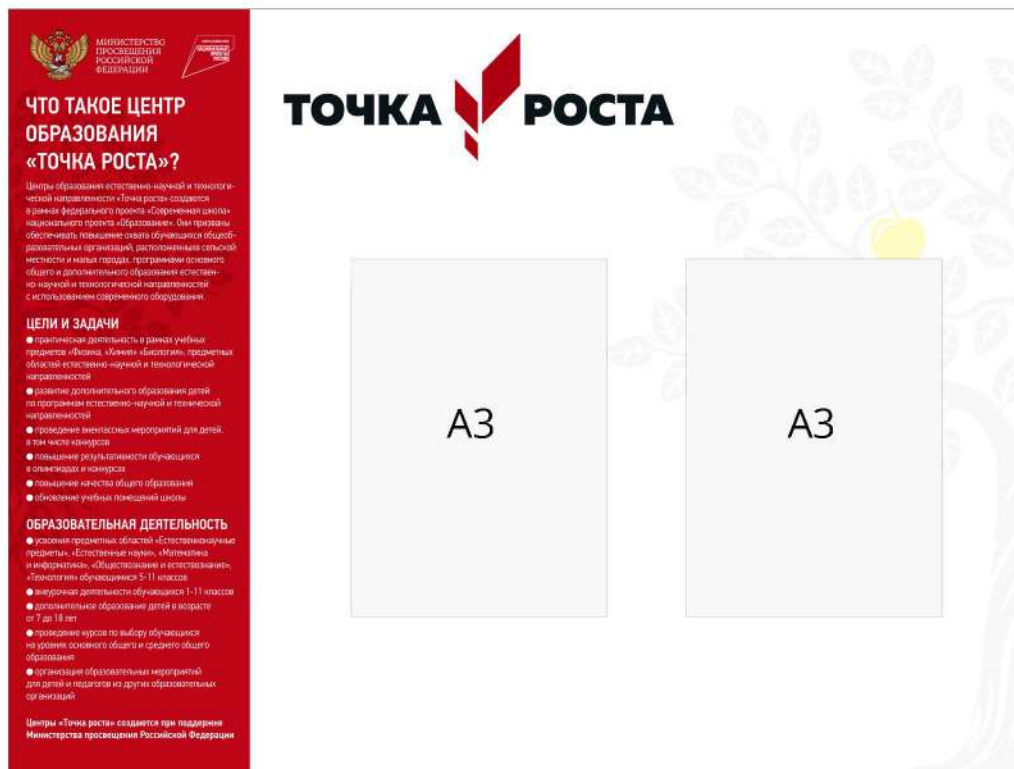 МИНИСТЕРСТВО
ПРОСВЕЩЕНИЯ
РОССИЙСКОЙ
ФЕДЕРАЦИИ
НАЦИОНАЛЬНЫЕ
ПРОЕКТЫ
РОССИИ
ЧТО ТАКОЕ ЦЕНТР
ОБРАЗОВАНИЯ
«ТОЧКА РОСТА»?
Центры образования естественно-научной и технологи-
ческой направленности «Точка роста» создаются
в рамках федерального проекта «Современная школа»
национального проекта «Образование». Они призваны
обеспечивать повышение охвата обучающихся общеоб-
разовательных организаций, расположенныев сельской
местности и малых городах, программами основного
общего и дополнительного образования естествен-
но-научной и технологической направленностей
с использованием современного оборудования.
ЦЕЛИ И ЗАДАЧИ
● практическая деятельность в рамках учебных
предметов «Физика, «Химия» «Биология», предметных
областей естественно-научной и технологической
направленностей
● развитие дополнительного образования детей
по программам естественно-научной и технической
направленностей
● проведение внеклассных мероприятий для детей,
в том числе конкурсов
● повышение результативности обучающихся
в олимпиадах и конкурсах
● повышение качества общего образования
● обновление учебных помещений школы
ОБРАЗОВАТЕЛЬНАЯ ДЕЯТЕЛЬНОСТЬ
● усвоения предметных областей «Естественнонаучные
предметы», «Естественные науки», «Математика
и информатика», «Обществознание и естествознание»,
«Технология» обучающимися 5-11 классов
● внеурочная деятельности обучающихся 1-11 классов
● дополнительное образование детей в возрасте
от 7 до 18 лет
● проведение курсов по выбору обучающихся
на уровнях основного общего и среднего общего
образования
● организация образовательных мероприятий
для детей и педагогов из других образовательных
организаций
Центры «Точка роста» создаются при поддержке
Министерства просвещения Российской Федерации
ТОЧКА РОСТА
А3
А3